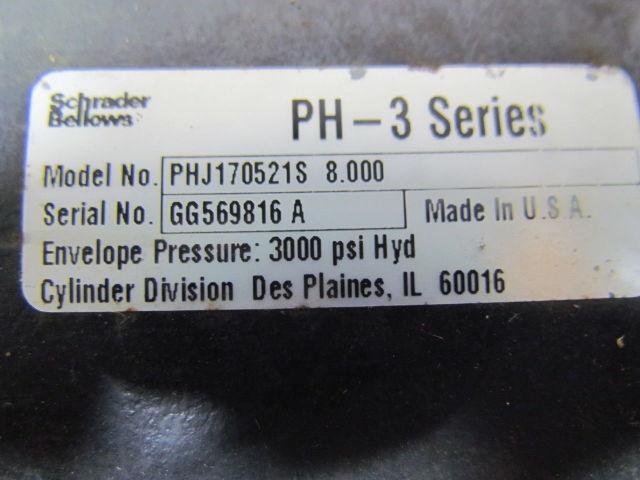 Schrader
Bellows
PH-3 Series
Model No. PHJ170521S 8.000
Serial No. GG569816 A Made In U.S.A.
Envelope Pressure: 3000 psi Hyd
Cylinder Division Des Plaines, IL 60016